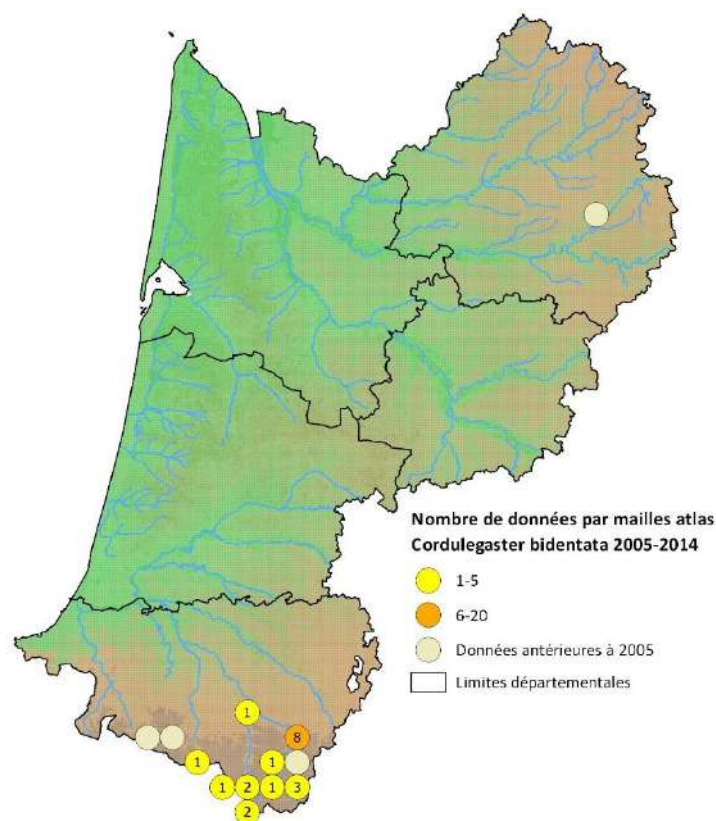 Nombre de données par mailles atlas
Cordulegaster bidentata 2005-2014
1-5
6-20
Données antérieures à 2005
Limites départementales
1
8
1
1
1
2
1
3
2